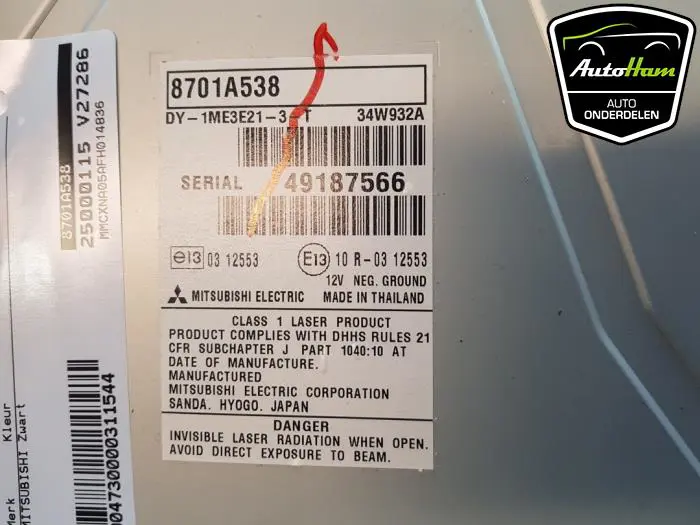 8701A538
DY-1ME3E21-3-T 34W932A
SERIAL 49187566
e13 03 12553 E13 10 R-03 12553
12V NEG. GROUND
MITSUBISHI ELECTRIC MADE IN THAILAND
CLASS 1 LASER PRODUCT
PRODUCT COMPLIES WITH DHHS RULES 21
CFR SUBCHAPTER J PART 1040:10 AT
DATE OF MANUFACTURE.
MANUFACTURED
MITSUBISHI ELECTRIC CORPORATION
SANDA. HYOGO. JAPAN
DANGER
INVISIBLE LASER RADIATION WHEN OPEN.
AVOID DIRECT EXPOSURE TO BEAM.
8701A538
25000115 V27286
MMCXNA05AFH014836
Merk Kleur
MITSUBISHI Zwart
0047300000311544
AutoHam
AUTO
ONDERDELEN